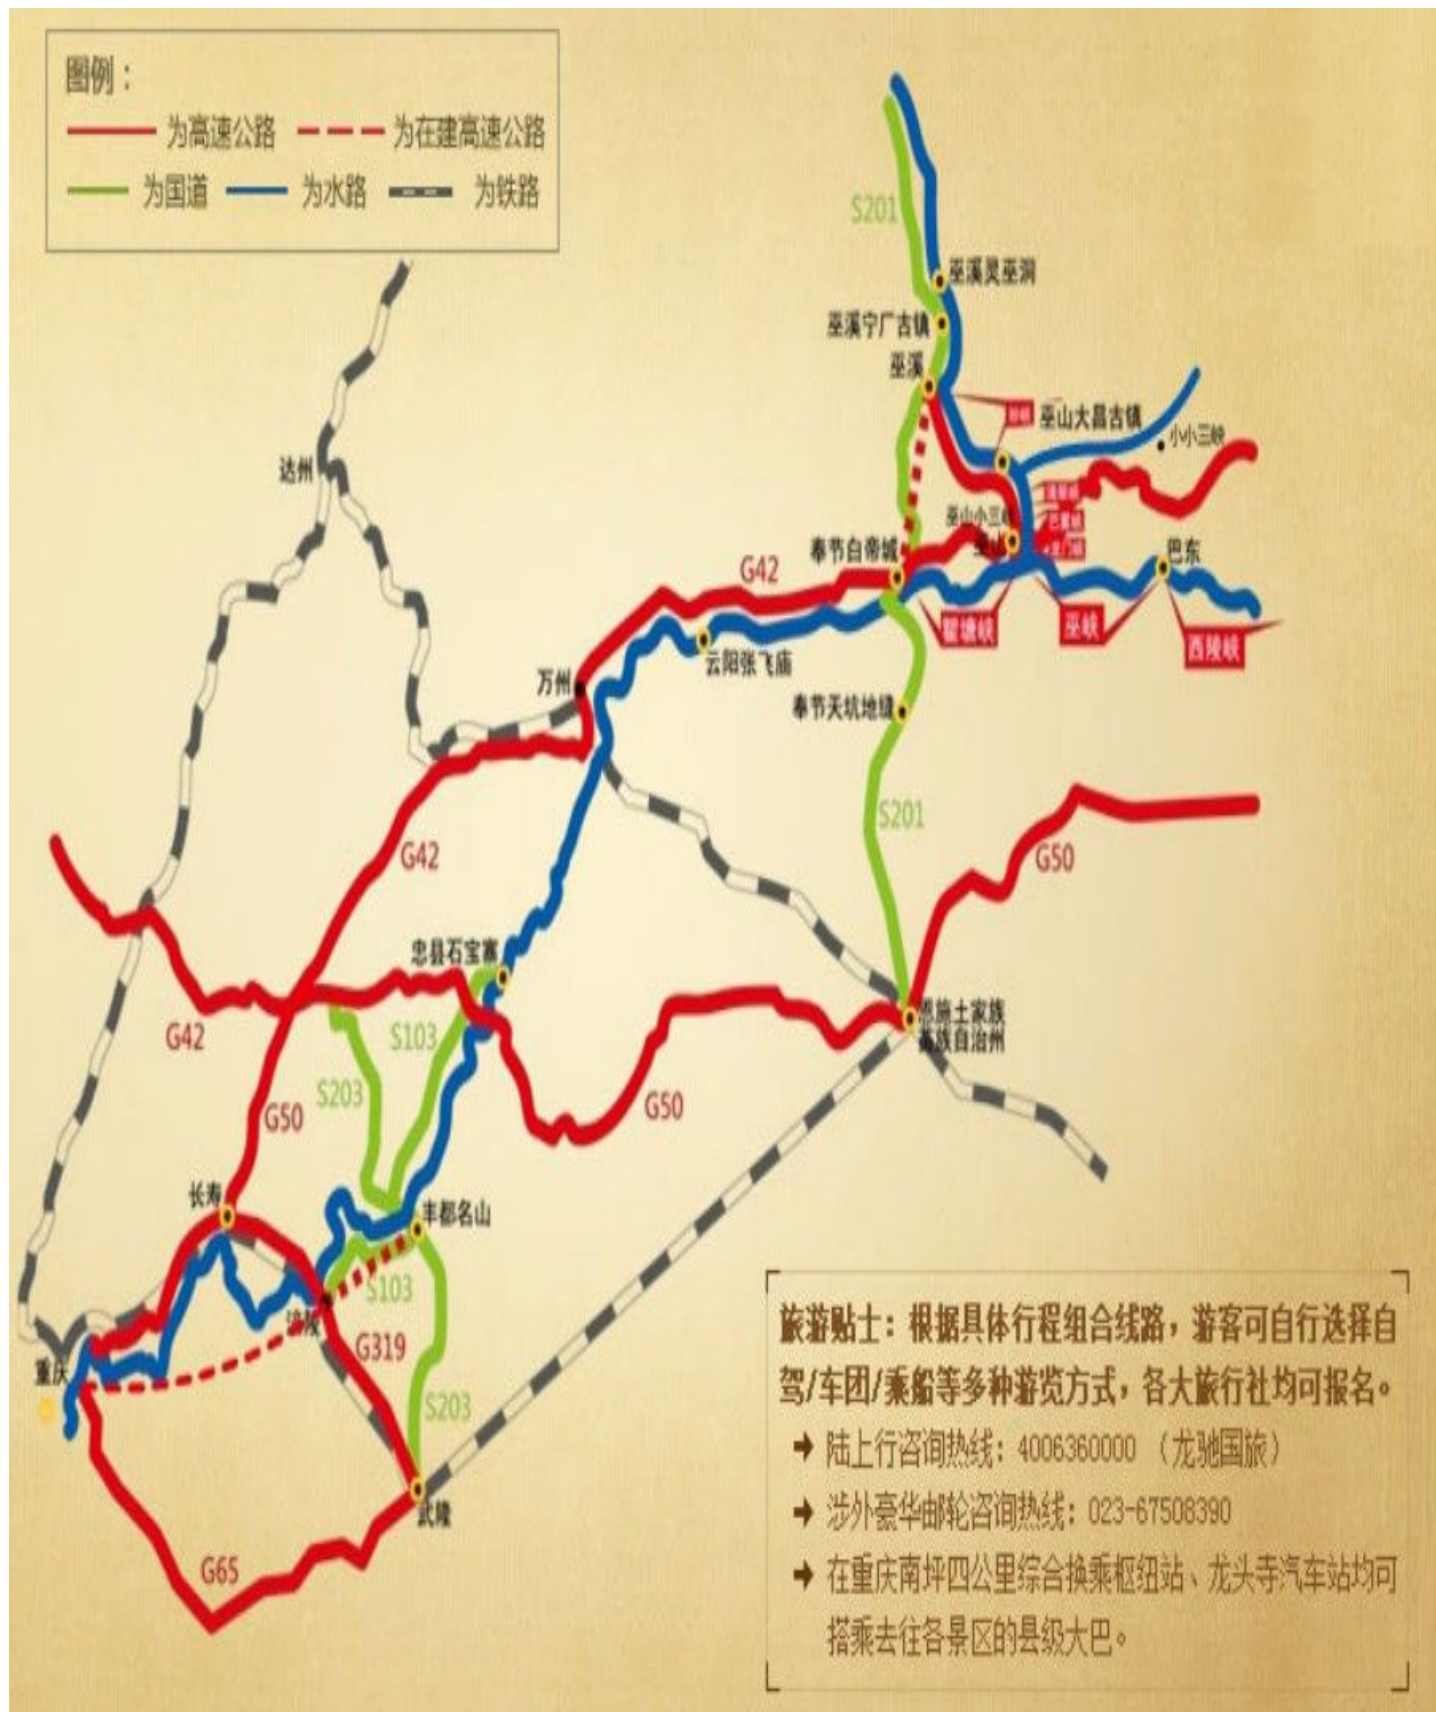 图例：
为高速公路
为在建高速公路
为国道
为水路
为铁路
S201
巫溪灵巫洞
巫溪宁厂古镇
巫溪
巫山大昌古镇
小小三峡
达州
巫山小三峡
奉节白帝城
巴东
G42
瞿塘峡
巫峡
西陵峡
万州
云阳张飞庙
奉节天坑地缝
S201
G50
G42
忠县石宝寨
恩施土家族
苗族自治州
G42
S103
S203
G50
G50
长寿
丰都名山
S103
涪陵
G319
重庆
S203
武隆
G65
旅游贴士：根据具体行程组合线路，游客可自行选择自
驾/车团/乘船等多种游览方式，各大旅行社均可报名。
陆上行咨询热线：4006360000 （龙驰国旅）
涉外豪华邮轮咨询热线：023-67508390
在重庆南坪四公里综合换乘枢纽站、龙头寺汽车站均可
搭乘去往各景区的县级大巴。